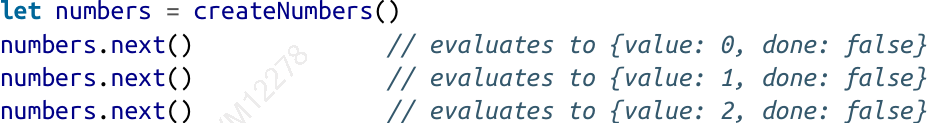 let numbers = createNumbers()
numbers.next() // evaluates to {value: 0, done: false}
numbers.next() // evaluates to {value: 1, done: false}
numbers.next() // evaluates to {value: 2, done: false}